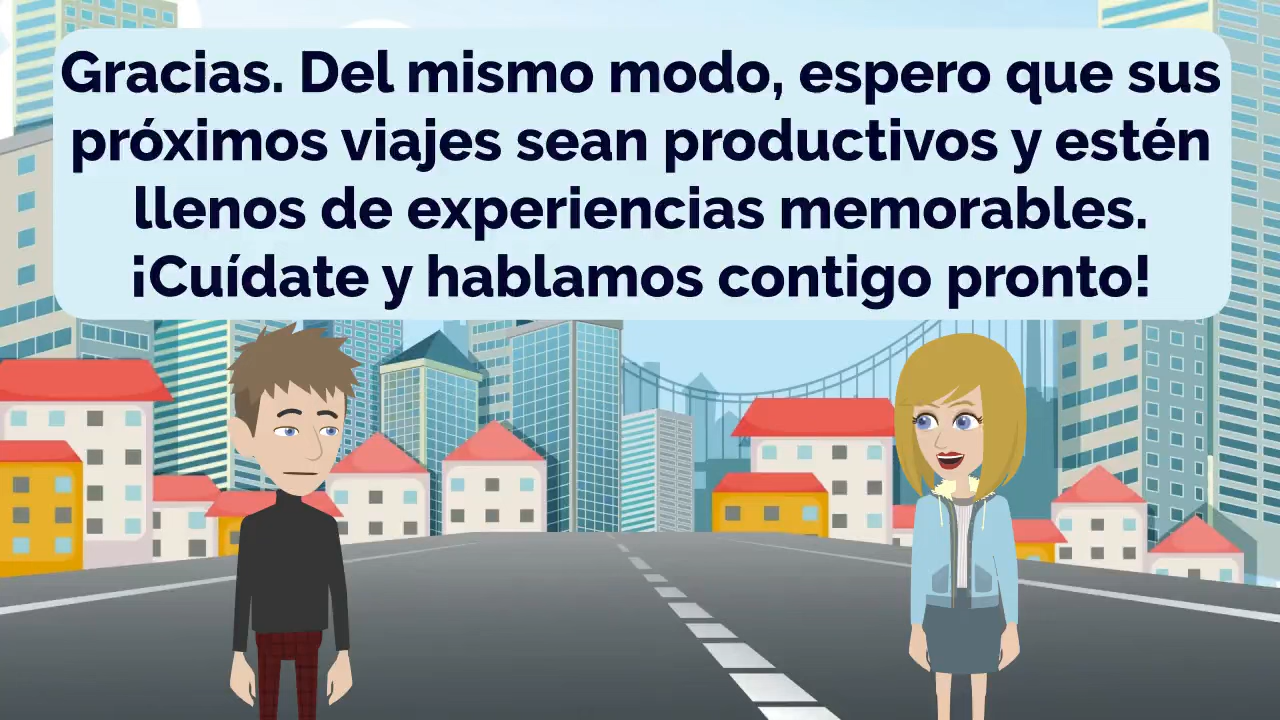 Gracias. Del mismo modo, espero que sus
próximos viajes sean productivos y estén
llenos de experiencias memorables.
¡Cuídate y hablamos contigo pronto!